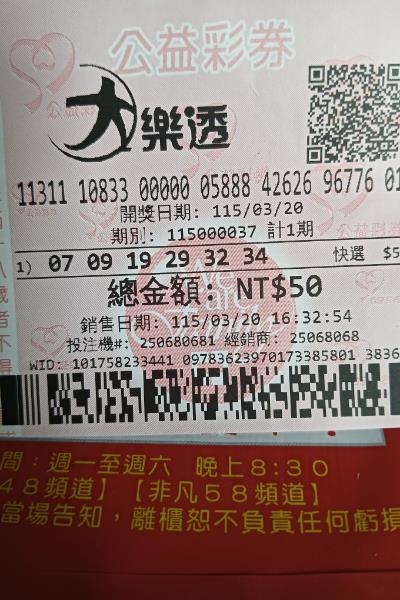 公益彩券
大樂透
11311 10833 00000 05888 42626 96776 01
開獎日期: 115/03/20
期別: 115000037 計1期
1) 07 09 19 29 32 34 快選 $5
總金額: NT$50
銷售日期: 115/03/20 16:32:54
投注機#: 250680681 經銷商: 25068068
WID: 101758233441 09783623970173385801 3836
間：週一至週六 晚上8:30
４８頻道】【非凡５８頻道】
當場告知，離櫃恕不負責任何虧損